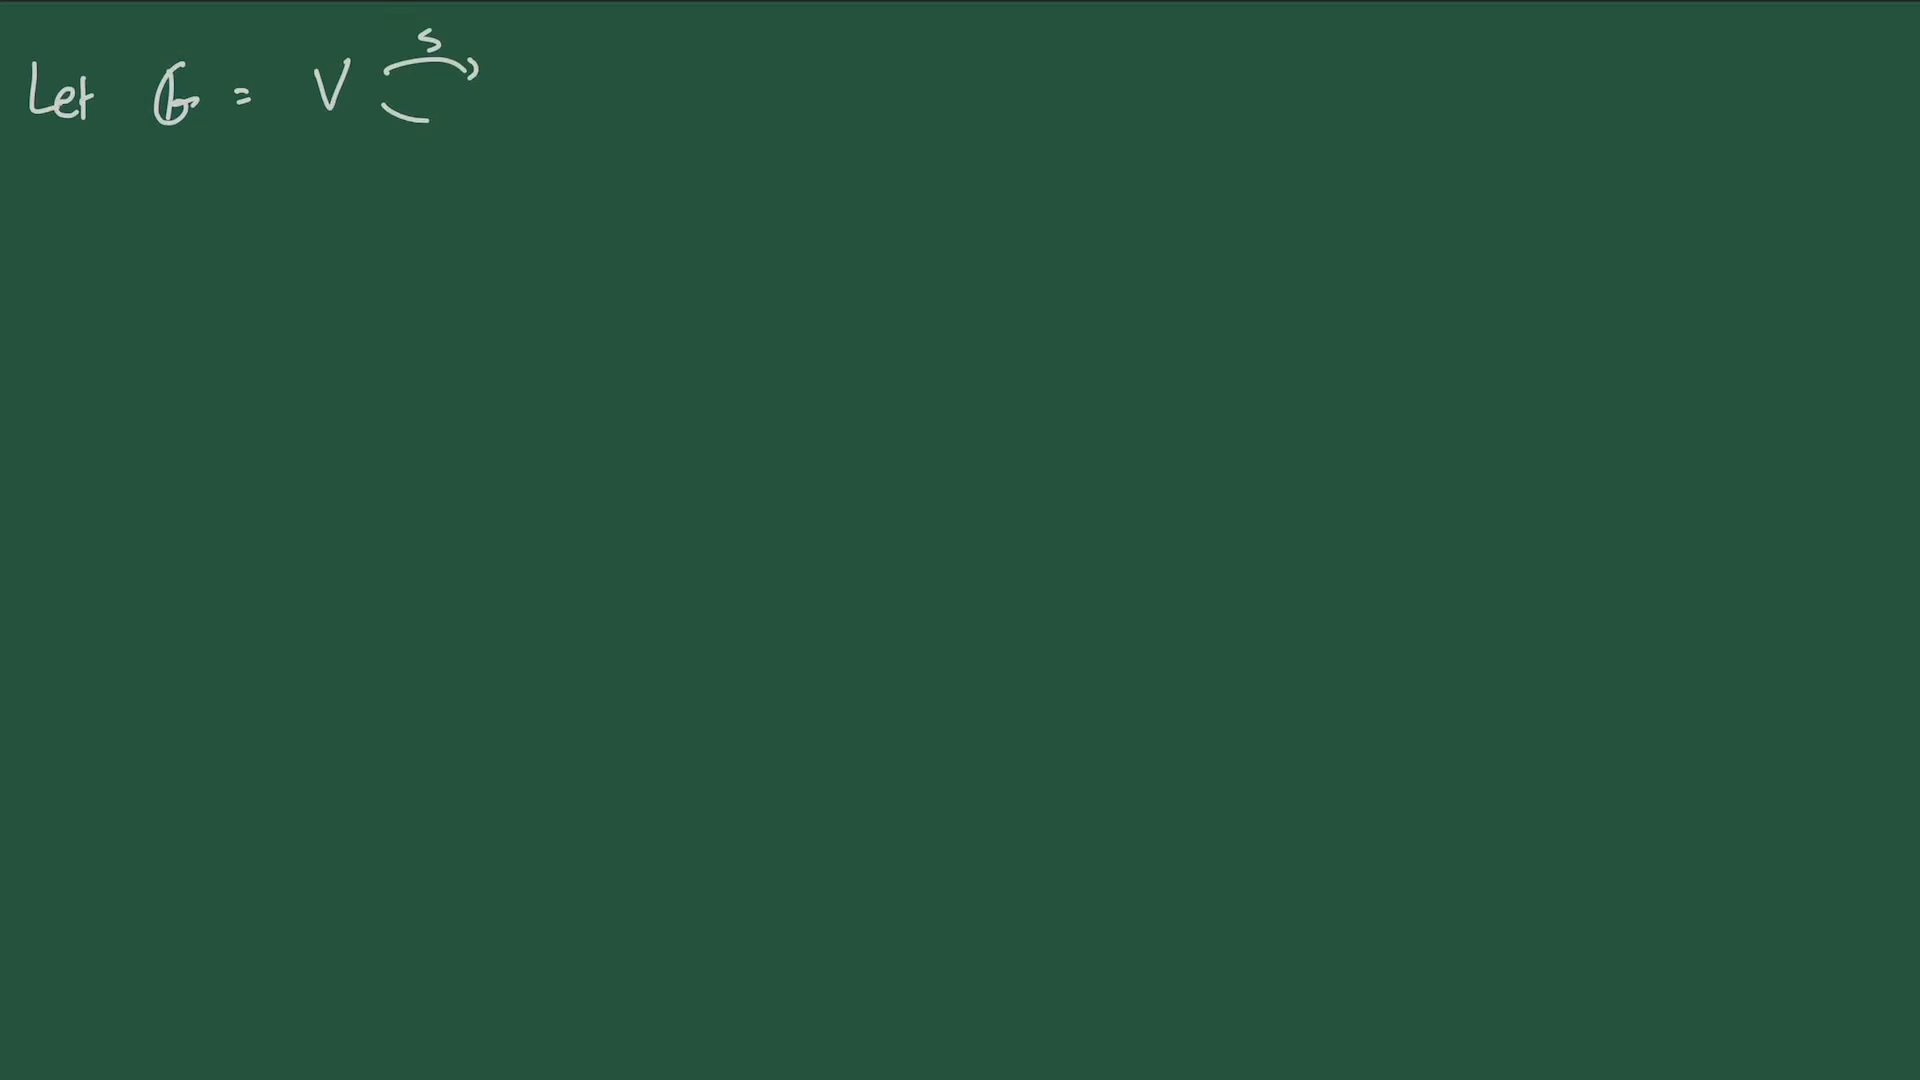 Let 𝔾 = V s